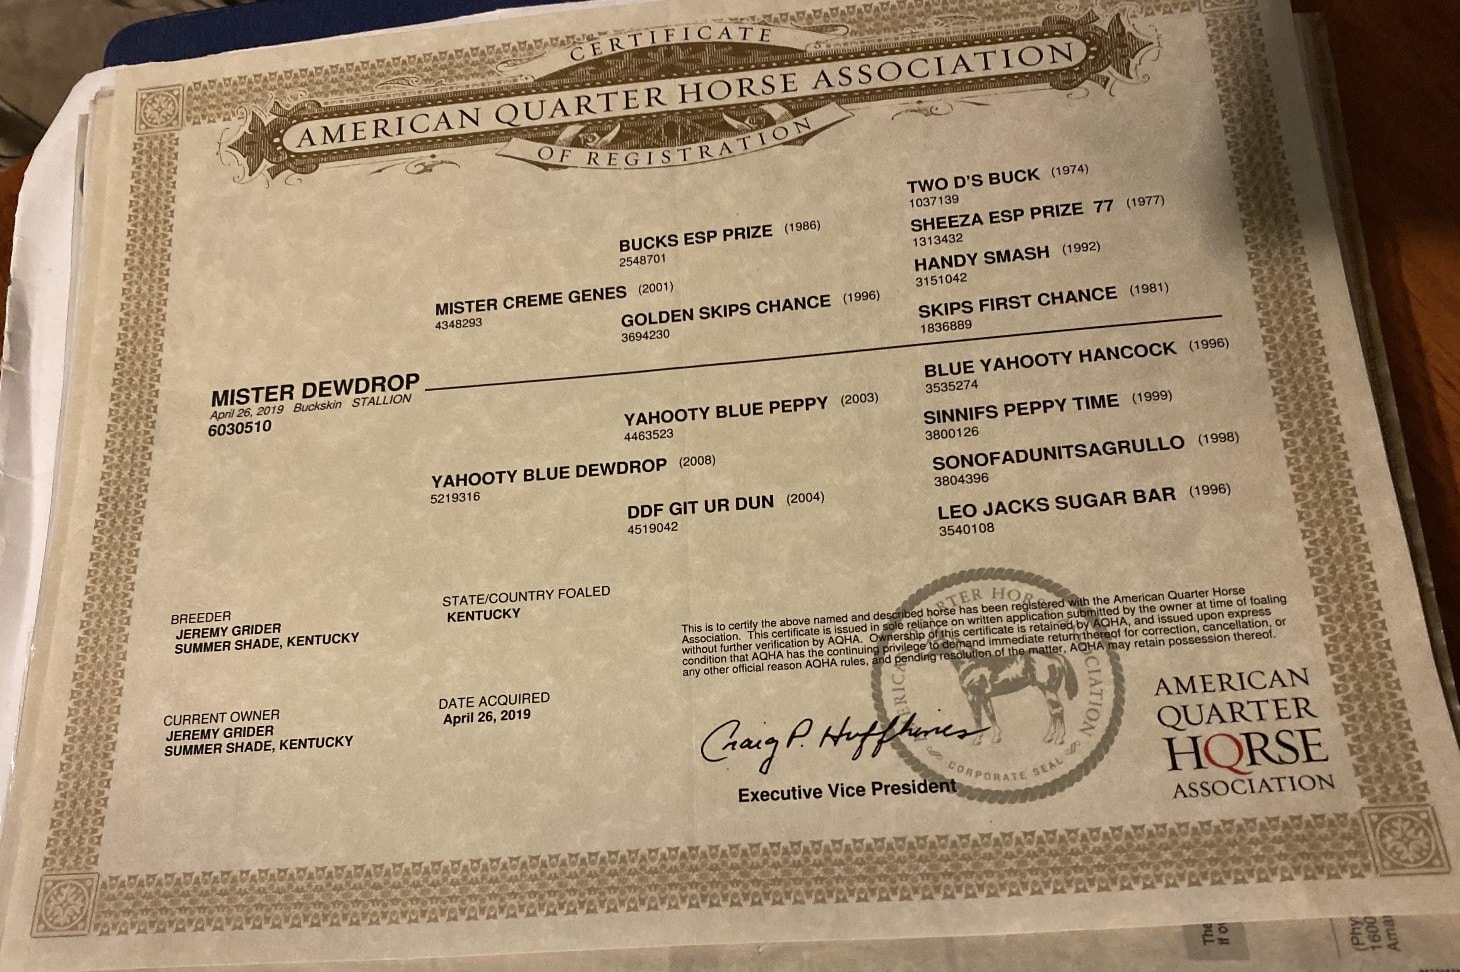 CERTIFICATE
AMERICAN QUARTER HORSE ASSOCIATION
OF REGISTRATION
TWO D'S BUCK (1974)
1037139
SHEEZA ESP PRIZE 77 (1977)
1313432
BUCKS ESP PRIZE (1986)
2548701
HANDY SMASH (1992)
3151042
MISTER CREME GENES (2001)
4348293
GOLDEN SKIPS CHANCE (1996)
3694230
SKIPS FIRST CHANCE (1981)
1836889
MISTER DEWDROP
April 26, 2019 Buckskin STALLION
6030510
BLUE YAHOOTY HANCOCK (1996)
3535274
YAHOOTY BLUE PEPPY (2003)
4463523
SINNIFS PEPPY TIME (1999)
3800126
YAHOOTY BLUE DEWDROP (2008)
5219316
SONOFADUNITSAGRULLO (1998)
3804396
DDF GIT UR DUN (2004)
4519042
LEO JACKS SUGAR BAR (1996)
3540108
BREEDER
JEREMY GRIDER
SUMMER SHADE, KENTUCKY
STATE/COUNTRY FOALED
KENTUCKY
CURRENT OWNER
JEREMY GRIDER
SUMMER SHADE, KENTUCKY
DATE ACQUIRED
April 26, 2019
This is to certify the above named and described horse has been registered with the American Quarter Horse
Association. This certificate is issued in sole reliance on written application submitted by the owner at time of foaling
without further verification by AQHA. Ownership of this certificate is retained by AQHA, and issued upon express
condition that AQHA has the continuing privilege to demand immediate return thereof for correction, cancellation, or
any other official reason AQHA rules, and pending resolution of the matter, AQHA may retain possession thereof.
Craig P. Huffhines
Executive Vice President
CORPORATE SEAL
AMERICAN
QUARTER
HORSE
ASSOCIATION
The
If ov
(Phy
1600
Ama